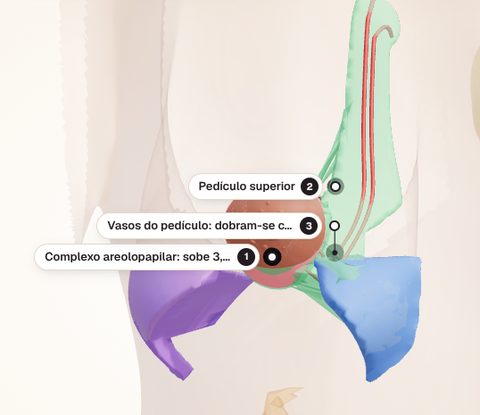 Pedículo superior 2
Vasos do pedículo: dobram-se c... 3
Complexo areolopapilar: sobe 3,... 1